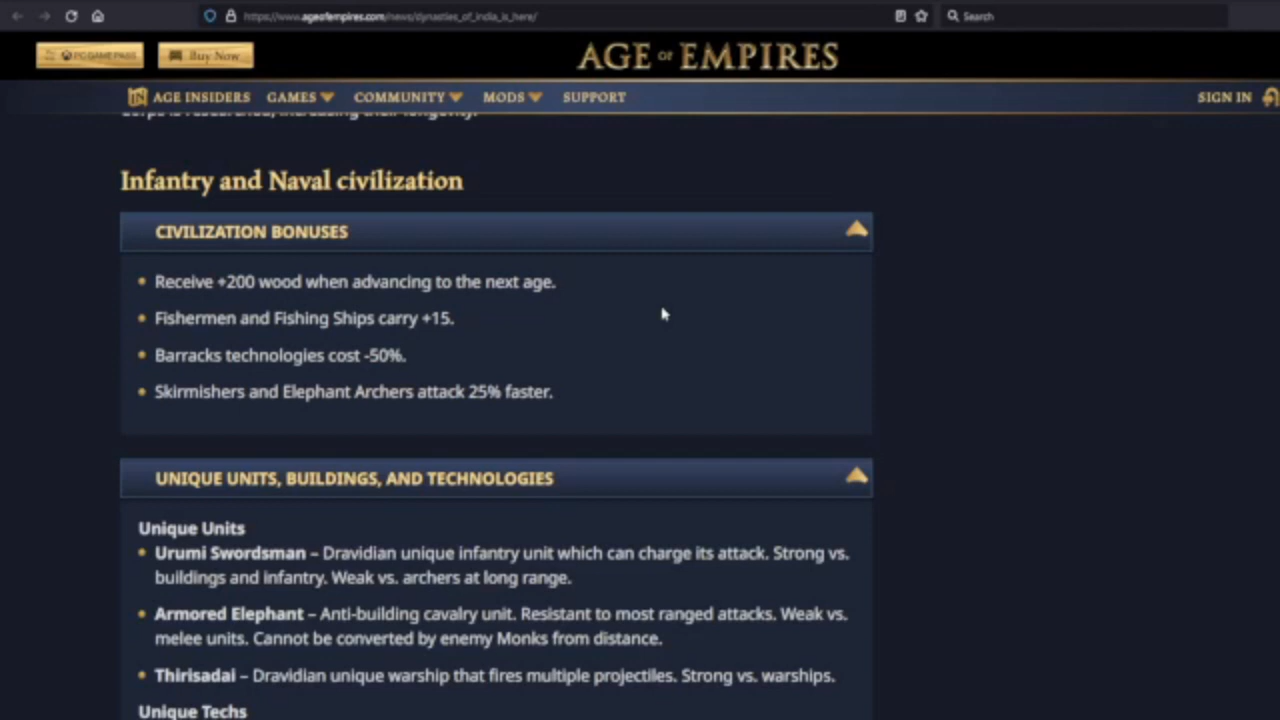 https://www.ageofempires.com/news/dynasties_of_india_is_here/
Search
PC GAME PASS
Buy Now
AGE OF EMPIRES
AGE INSIDERS
GAMES
COMMUNITY
MODS
SUPPORT
SIGN IN
Infantry and Naval civilization
CIVILIZATION BONUSES
Receive +200 wood when advancing to the next age.
Fishermen and Fishing Ships carry +15.
Barracks technologies cost -50%.
Skirmishers and Elephant Archers attack 25% faster.
UNIQUE UNITS, BUILDINGS, AND TECHNOLOGIES
Unique Units
Urumi Swordsman – Dravidian unique infantry unit which can charge its attack. Strong vs.
buildings and infantry. Weak vs. archers at long range.
Armored Elephant – Anti-building cavalry unit. Resistant to most ranged attacks. Weak vs.
melee units. Cannot be converted by enemy Monks from distance.
Thirisadai – Dravidian unique warship that fires multiple projectiles. Strong vs. warships.
Unique Techs